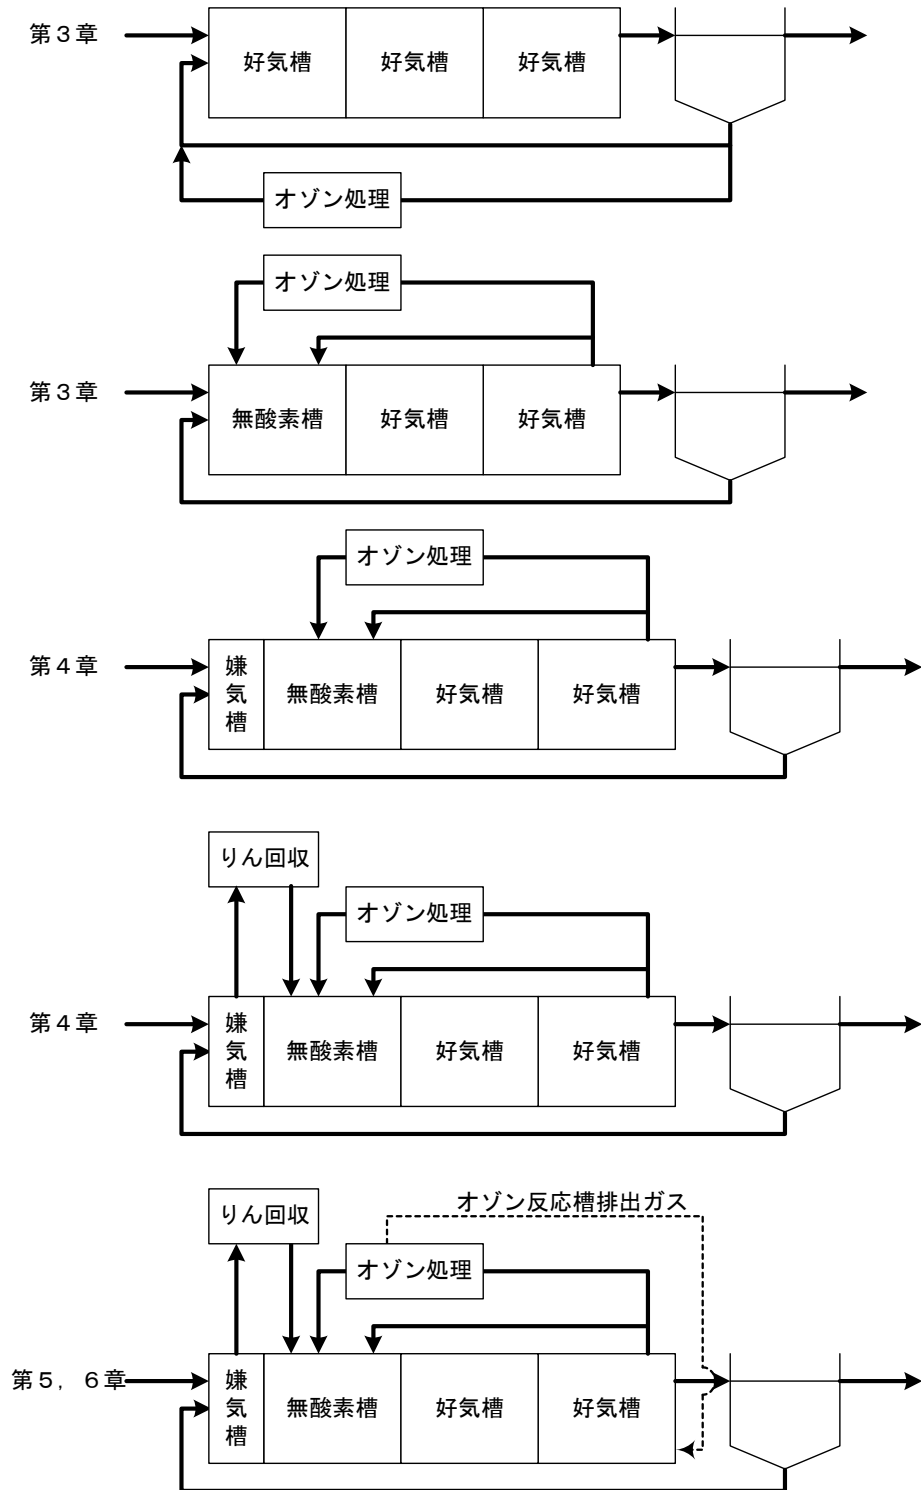 第３章
好気槽
好気槽
好気槽
オゾン処理
オゾン処理
第３章
無酸素槽
好気槽
好気槽
オゾン処理
第４章
嫌気槽
無酸素槽
好気槽
好気槽
りん回収
オゾン処理
第４章
嫌気槽
無酸素槽
好気槽
好気槽
りん回収
オゾン反応槽排出ガス
オゾン処理
第５，６章
嫌気槽
無酸素槽
好気槽
好気槽